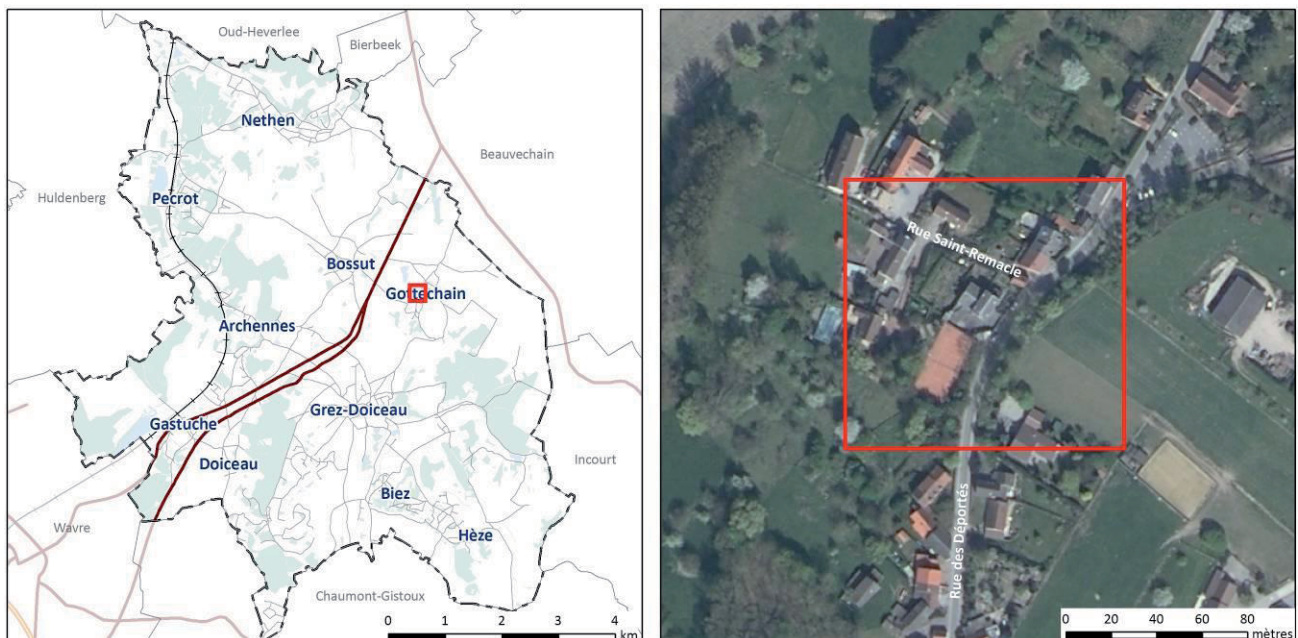 Oud-Heverlee
Bierbeek
Nethen
Beauvechain
Huldenberg
Pecrot
Bossut
Gottechain
Archennes
Grez-Doiceau
Gastuche
Doiceau
Incourt
Biez
Wavre
Hèze
Chaumont-Gistoux
0 1 2 3 4
km
Rue Saint-Remacle
Rue des Déportés
0 20 40 60 80
mètres